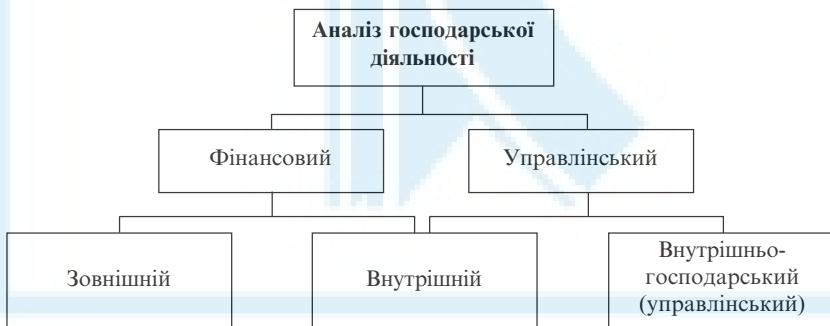 Аналіз господарської
діяльності
Фінансовий
Управлінський
Зовнішній
Внутрішній
Внутрішньо-
господарський
(управлінський)